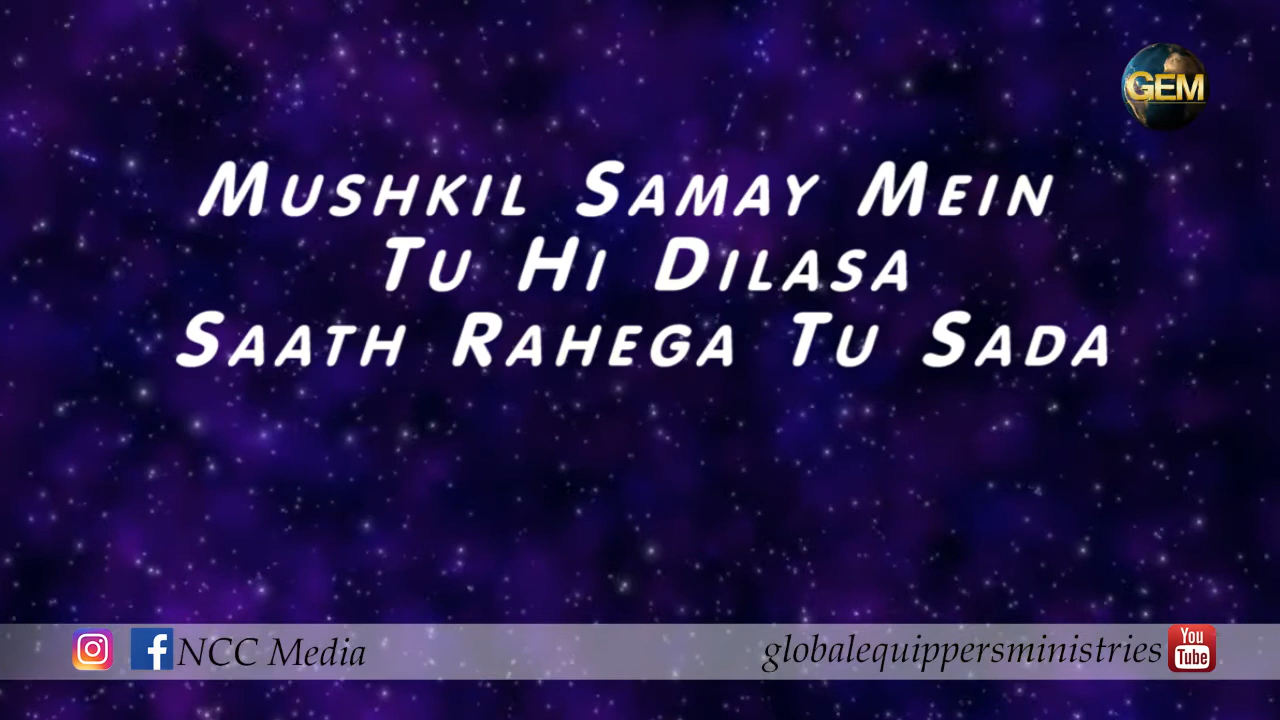 GEM
MUSHKIL SAMAY MEIN
TU HI DILASA
SAATH RAHEGA TU SADA
NCC Media
globalequippersministries
You
Tube